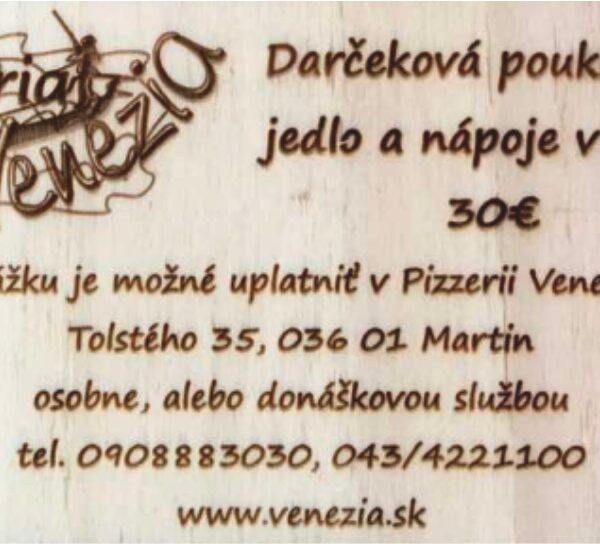 Venezia
Darčeková pouk
jedlo a nápoje v
30€
ážku je možné uplatniť v Pizzerii Vene
Tolstého 35, 036 01 Martin
osobne, alebo donáškovou službou
tel. 0908883030, 043/4221100
www.venezia.sk